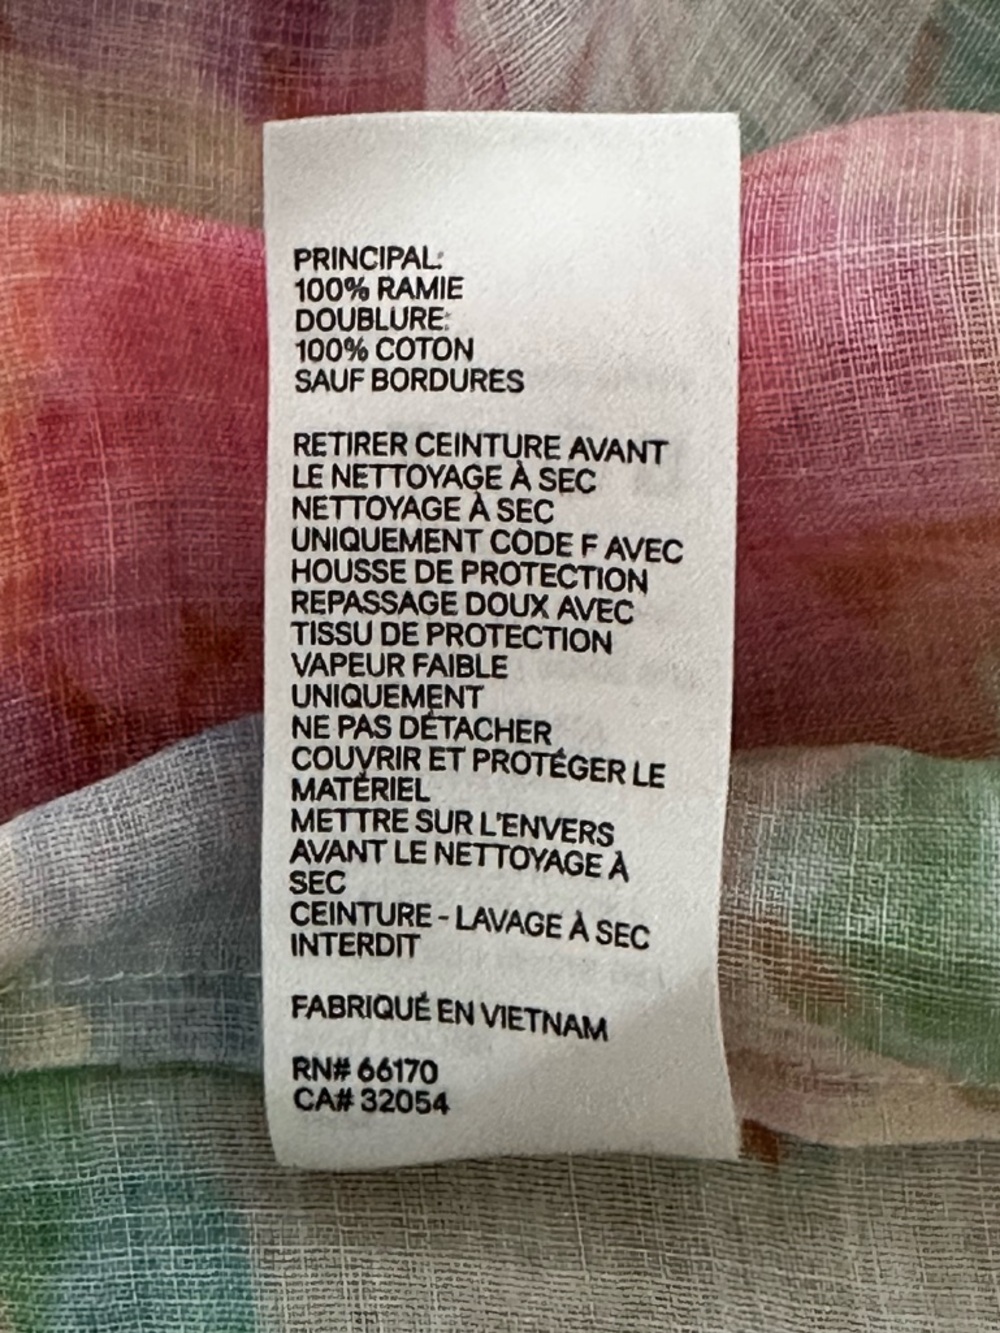 PRINCIPAL:
100% RAMIE
DOUBLURE:
100% COTON
SAUF BORDURES
RETIRER CEINTURE AVANT
LE NETTOYAGE À SEC
NETTOYAGE À SEC
UNIQUEMENT CODE F AVEC
HOUSSE DE PROTECTION
REPASSAGE DOUX AVEC
TISSU DE PROTECTION
VAPEUR FAIBLE
UNIQUEMENT
NE PAS DÉTACHER
COUVRIR ET PROTÉGER LE
MATÉRIEL
METTRE SUR L'ENVERS
AVANT LE NETTOYAGE À
SEC
CEINTURE - LAVAGE À SEC
INTERDIT
FABRIQUÉ EN VIETNAM
RN# 66170
CA# 32054